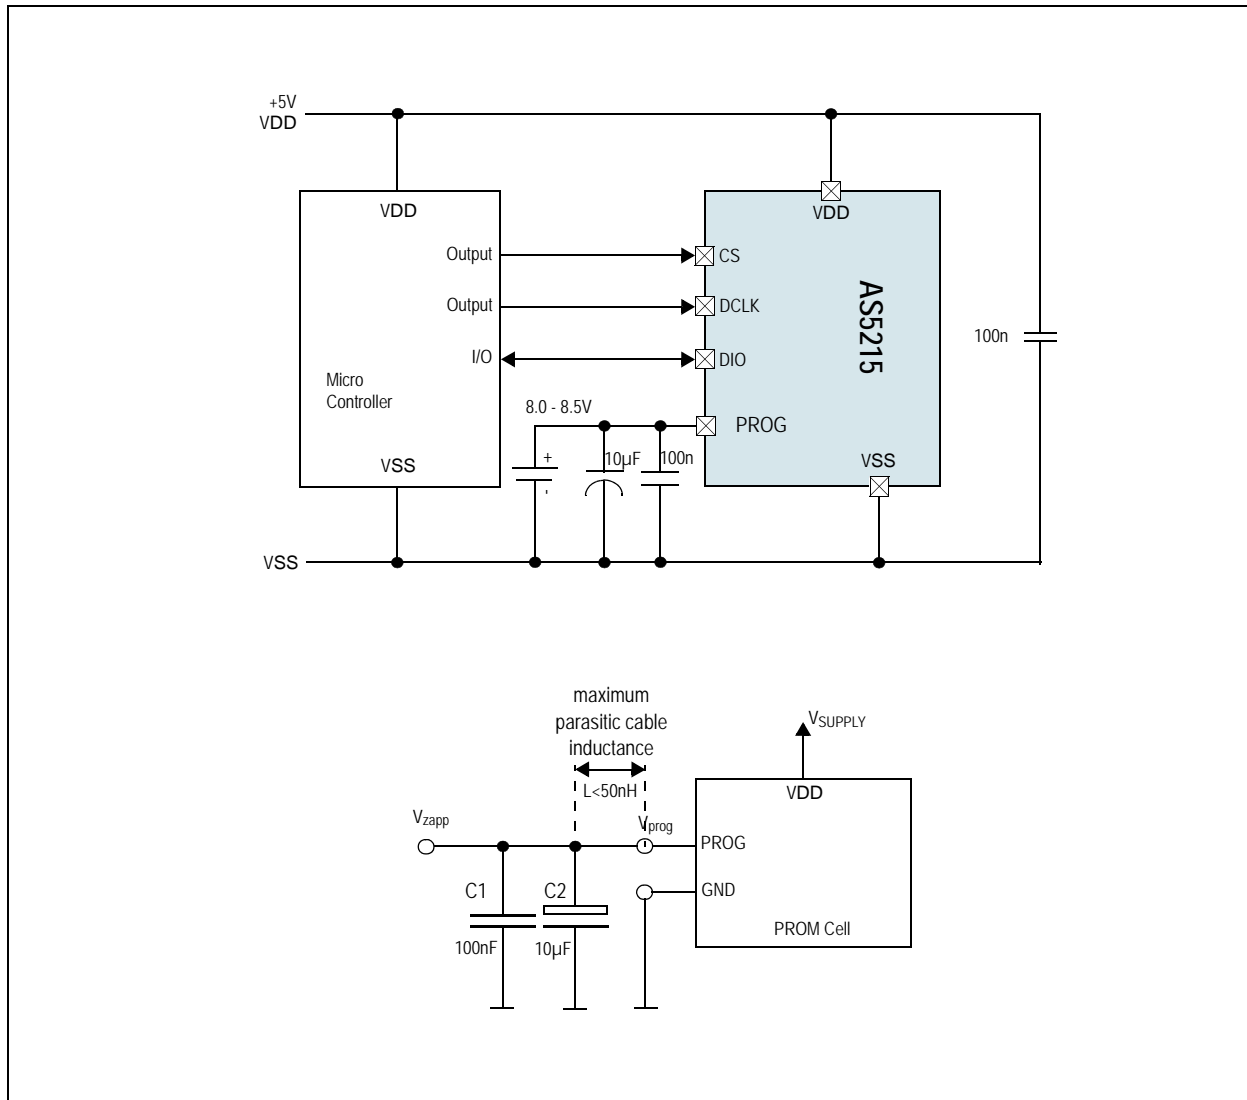 +5V
VDD
VDD
VDD
Output
CS
Output
DCLK
I/O
DIO
AS5215
100n
Micro
Controller
8.0 - 8.5V
PROG
+
10µF
100n
-
VSS
VSS
VSS
maximum
parasitic cable
inductance
L<50nH
VSUPPLY
VDD
Vzapp
Vprog
PROG
C1
C2
GND
100nF
10µF
PROM Cell